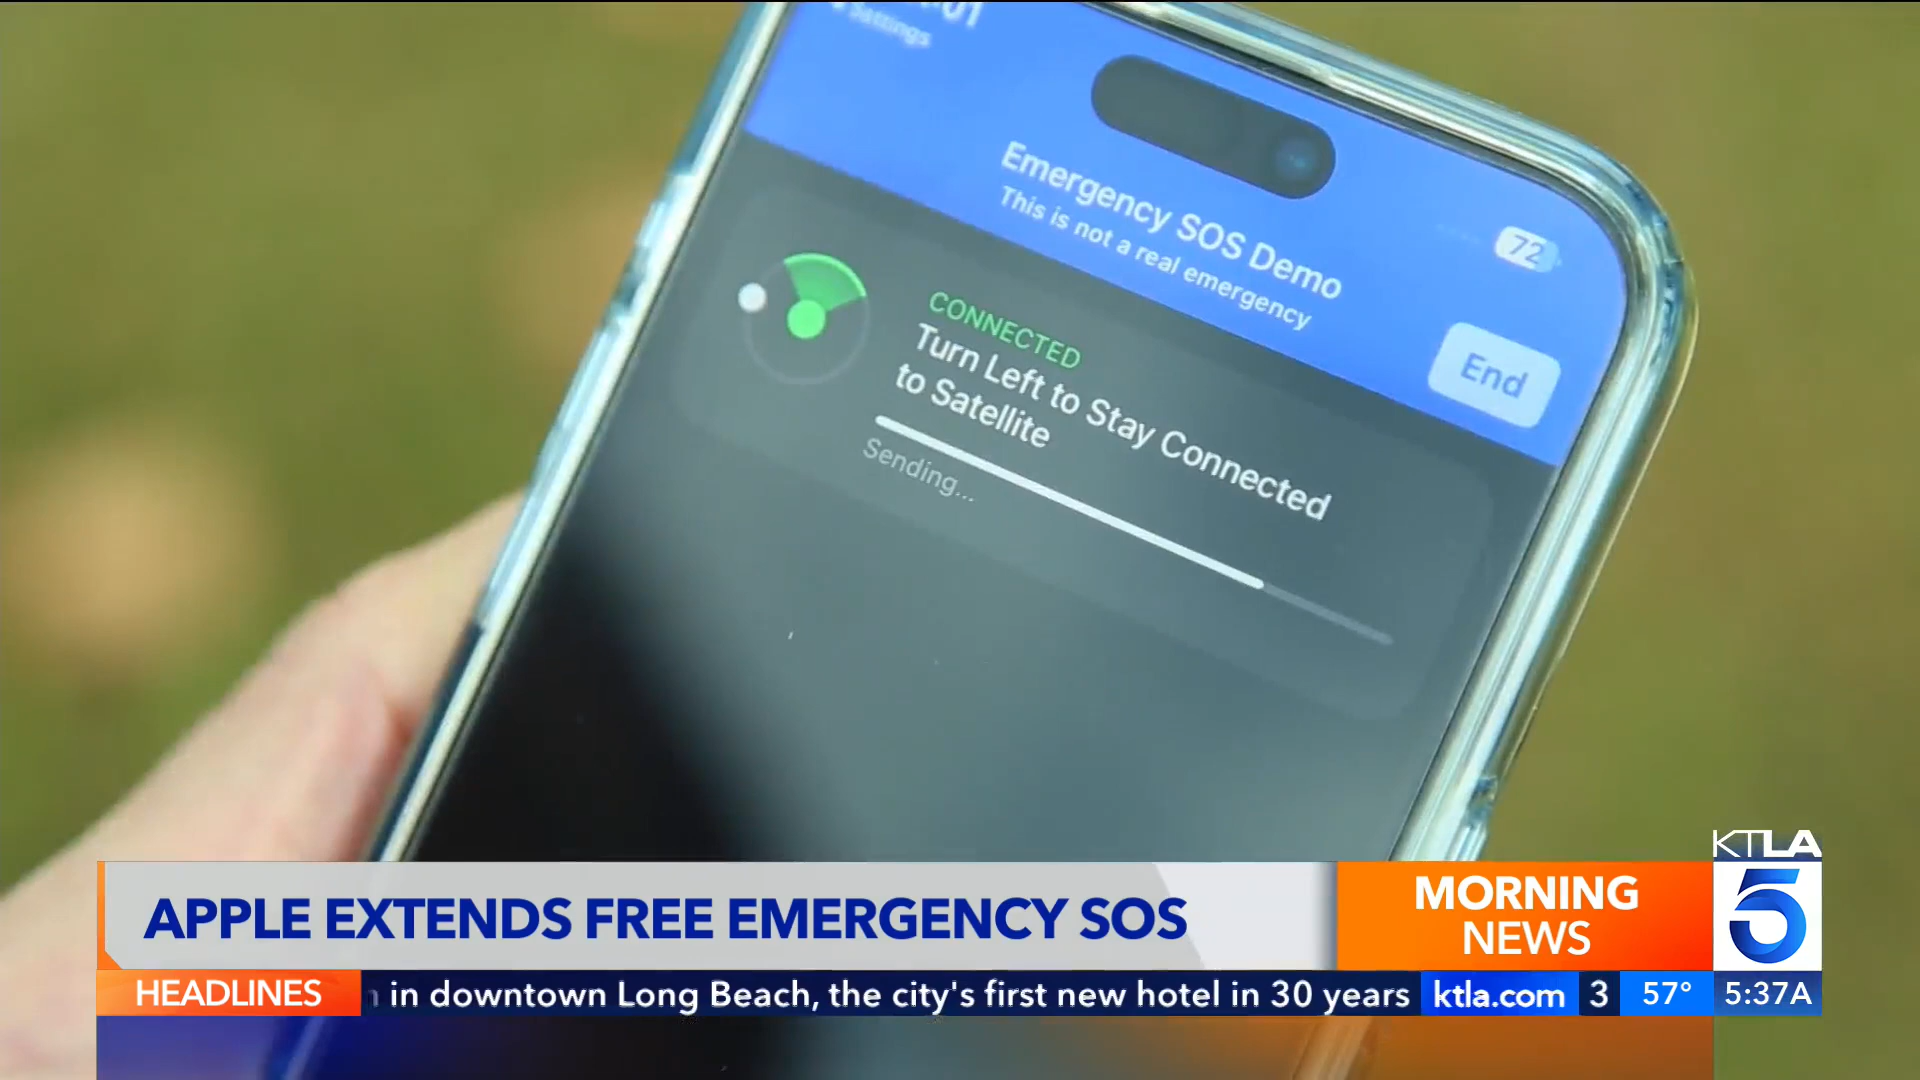 Settings
Emergency SOS Demo
This is not a real emergency
72
End
CONNECTED
Turn Left to Stay Connected
to Satellite
Sending...
KTLA
5
APPLE EXTENDS FREE EMERGENCY SOS
MORNING
NEWS
HEADLINES
in downtown Long Beach, the city's first new hotel in 30 years
ktla.com
3
57°
5:37A